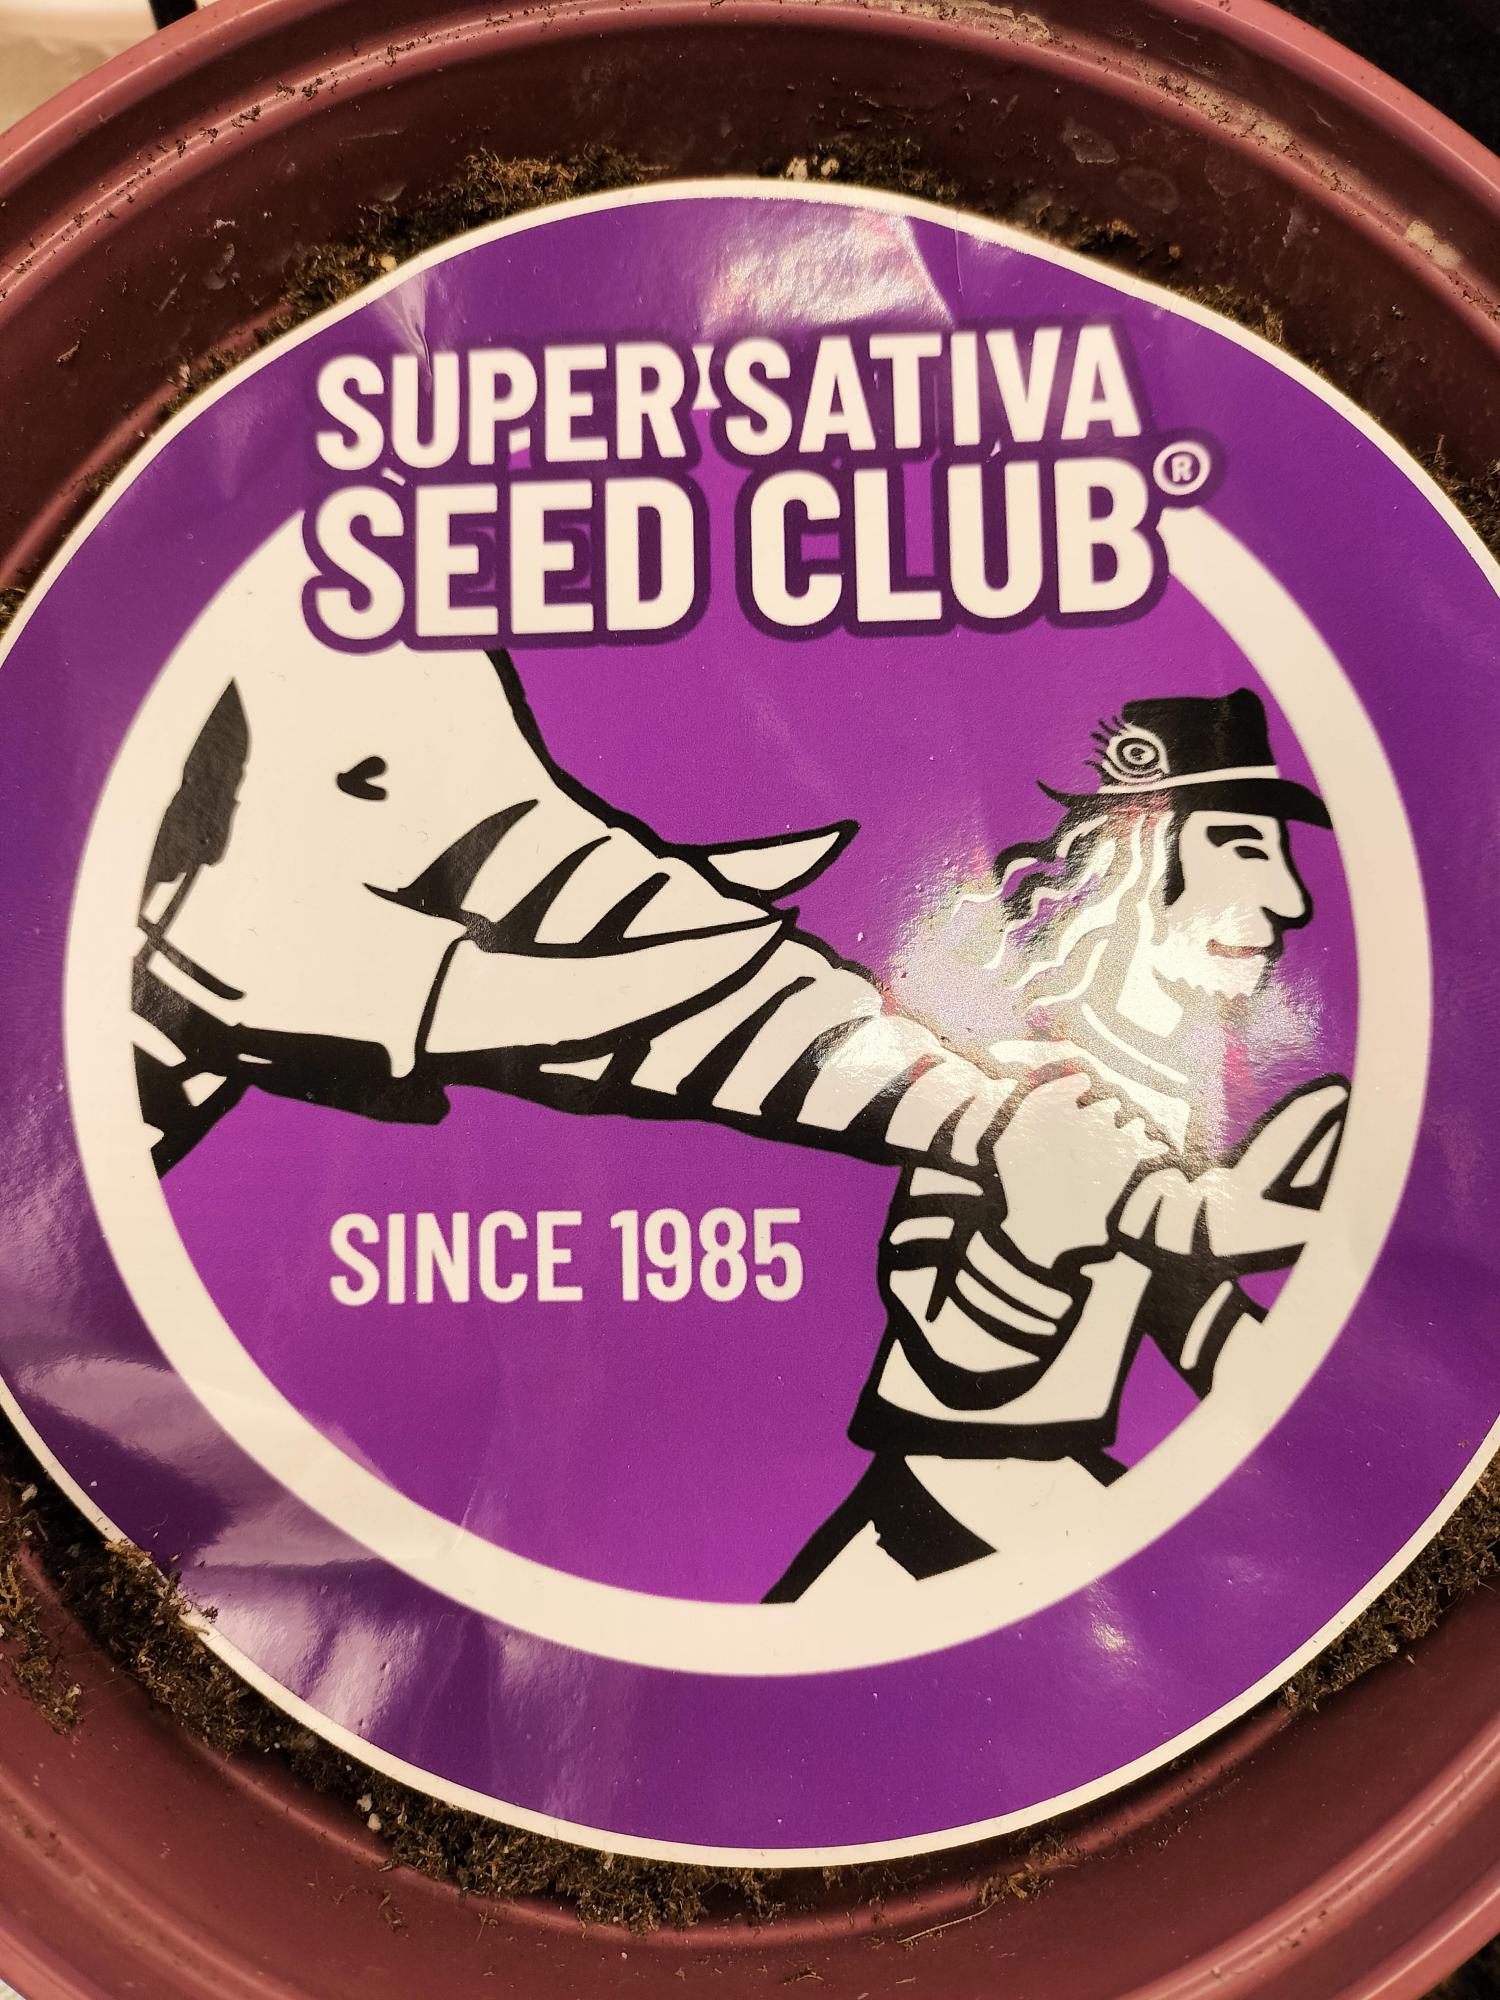 SUPER SATIVA
SEED CLUB®
SINCE 1985